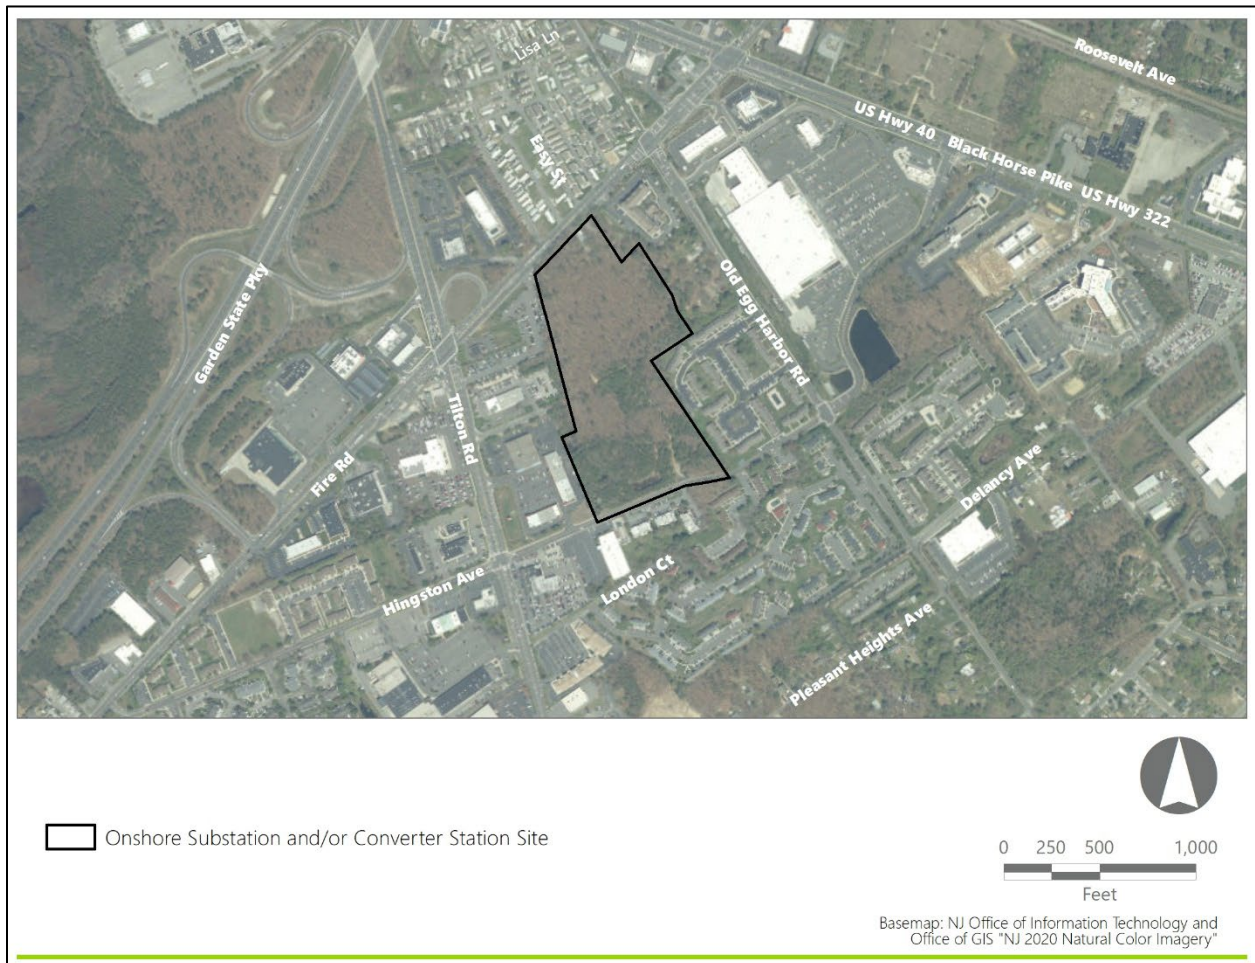 Lisa Ln
Roosevelt Ave
US Hwy 40 Black Horse Pike US Hwy 322
Easy St
Garden State Pky
Old Egg Harbor Rd
Tilton Rd
Fire Rd
Delancy Ave
Hingston Ave
London Ct
Pleasant Heights Ave
Onshore Substation and/or Converter Station Site
0 250 500 1,000
Feet
Basemap: NJ Office of Information Technology and
Office of GIS "NJ 2020 Natural Color Imagery"